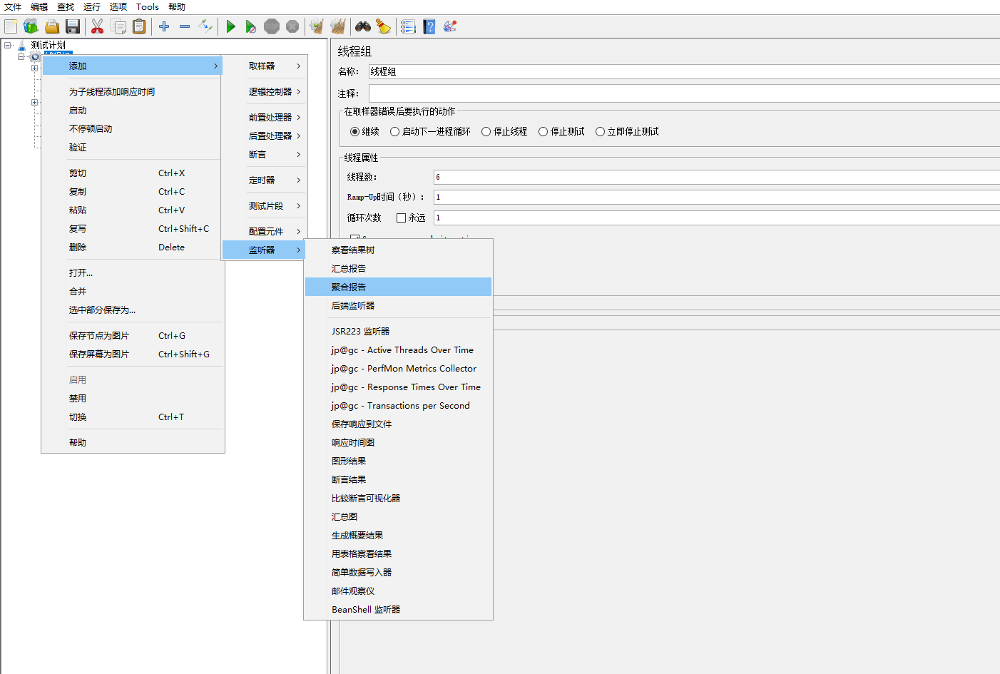 文件 编辑 查找 运行 选项 Tools 帮助
STOP
测试计划
线程组
添加
为子线程添加响应时间
启动
不停顿启动
验证
剪切 Ctrl+X
复制 Ctrl+C
粘贴 Ctrl+V
复写 Ctrl+Shift+C
删除 Delete
打开...
合并
选中部分保存为...
保存节点为图片 Ctrl+G
保存屏幕为图片 Ctrl+Shift+G
启用
禁用
切换 Ctrl+T
帮助
取样器
逻辑控制器
前置处理器
后置处理器
断言
定时器
测试片段
配置元件
监听器
察看结果树
汇总报告
聚合报告
后端监听器
JSR223 监听器
jp@gc - Active Threads Over Time
jp@gc - PerfMon Metrics Collector
jp@gc - Response Times Over Time
jp@gc - Transactions per Second
保存响应到文件
响应时间图
图形结果
断言结果
比较断言可视化器
汇总图
生成概要结果
用表格察看结果
简单数据写入器
邮件观察仪
BeanShell 监听器
线程组
名称： 线程组
注释：
在取样器错误后要执行的动作
继续 启动下一进程循环 停止线程 停止测试 立即停止测试
线程属性
线程数： 6
Ramp-Up时间（秒）： 1
循环次数 永远 1